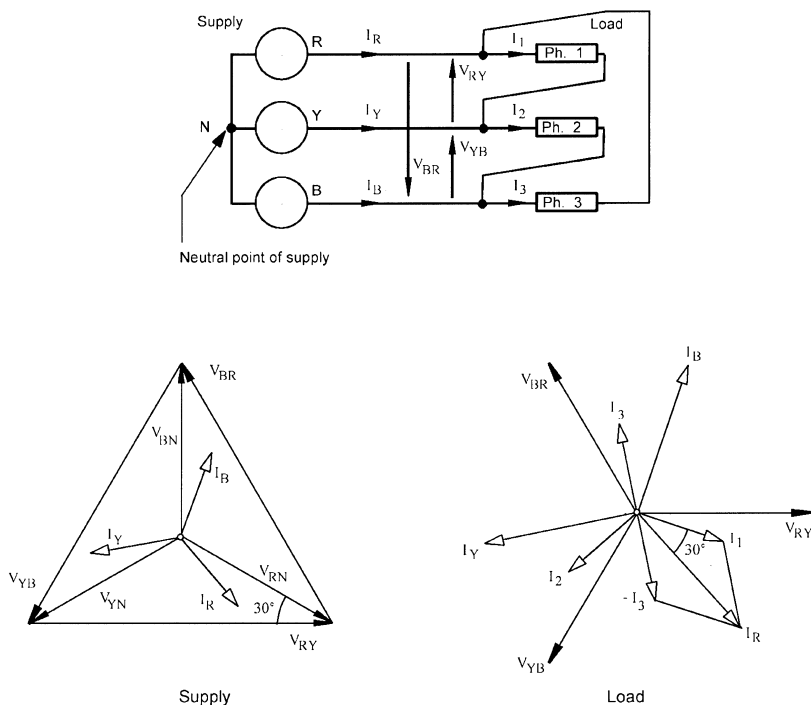 Supply
Load
R
I_R
I_1
Ph. 1
V_RY
N
Y
I_Y
I_2
Ph. 2
V_BR
V_YB
B
I_B
I_3
Ph. 3
Neutral point of supply
V_BR
V_BN
I_B
I_Y
V_YB
V_YN
I_R
V_RN
30°
V_RY
Supply
I_B
V_BR
I_3
V_RY
I_Y
30°
I_1
I_2
-I_3
I_R
V_YB
Load